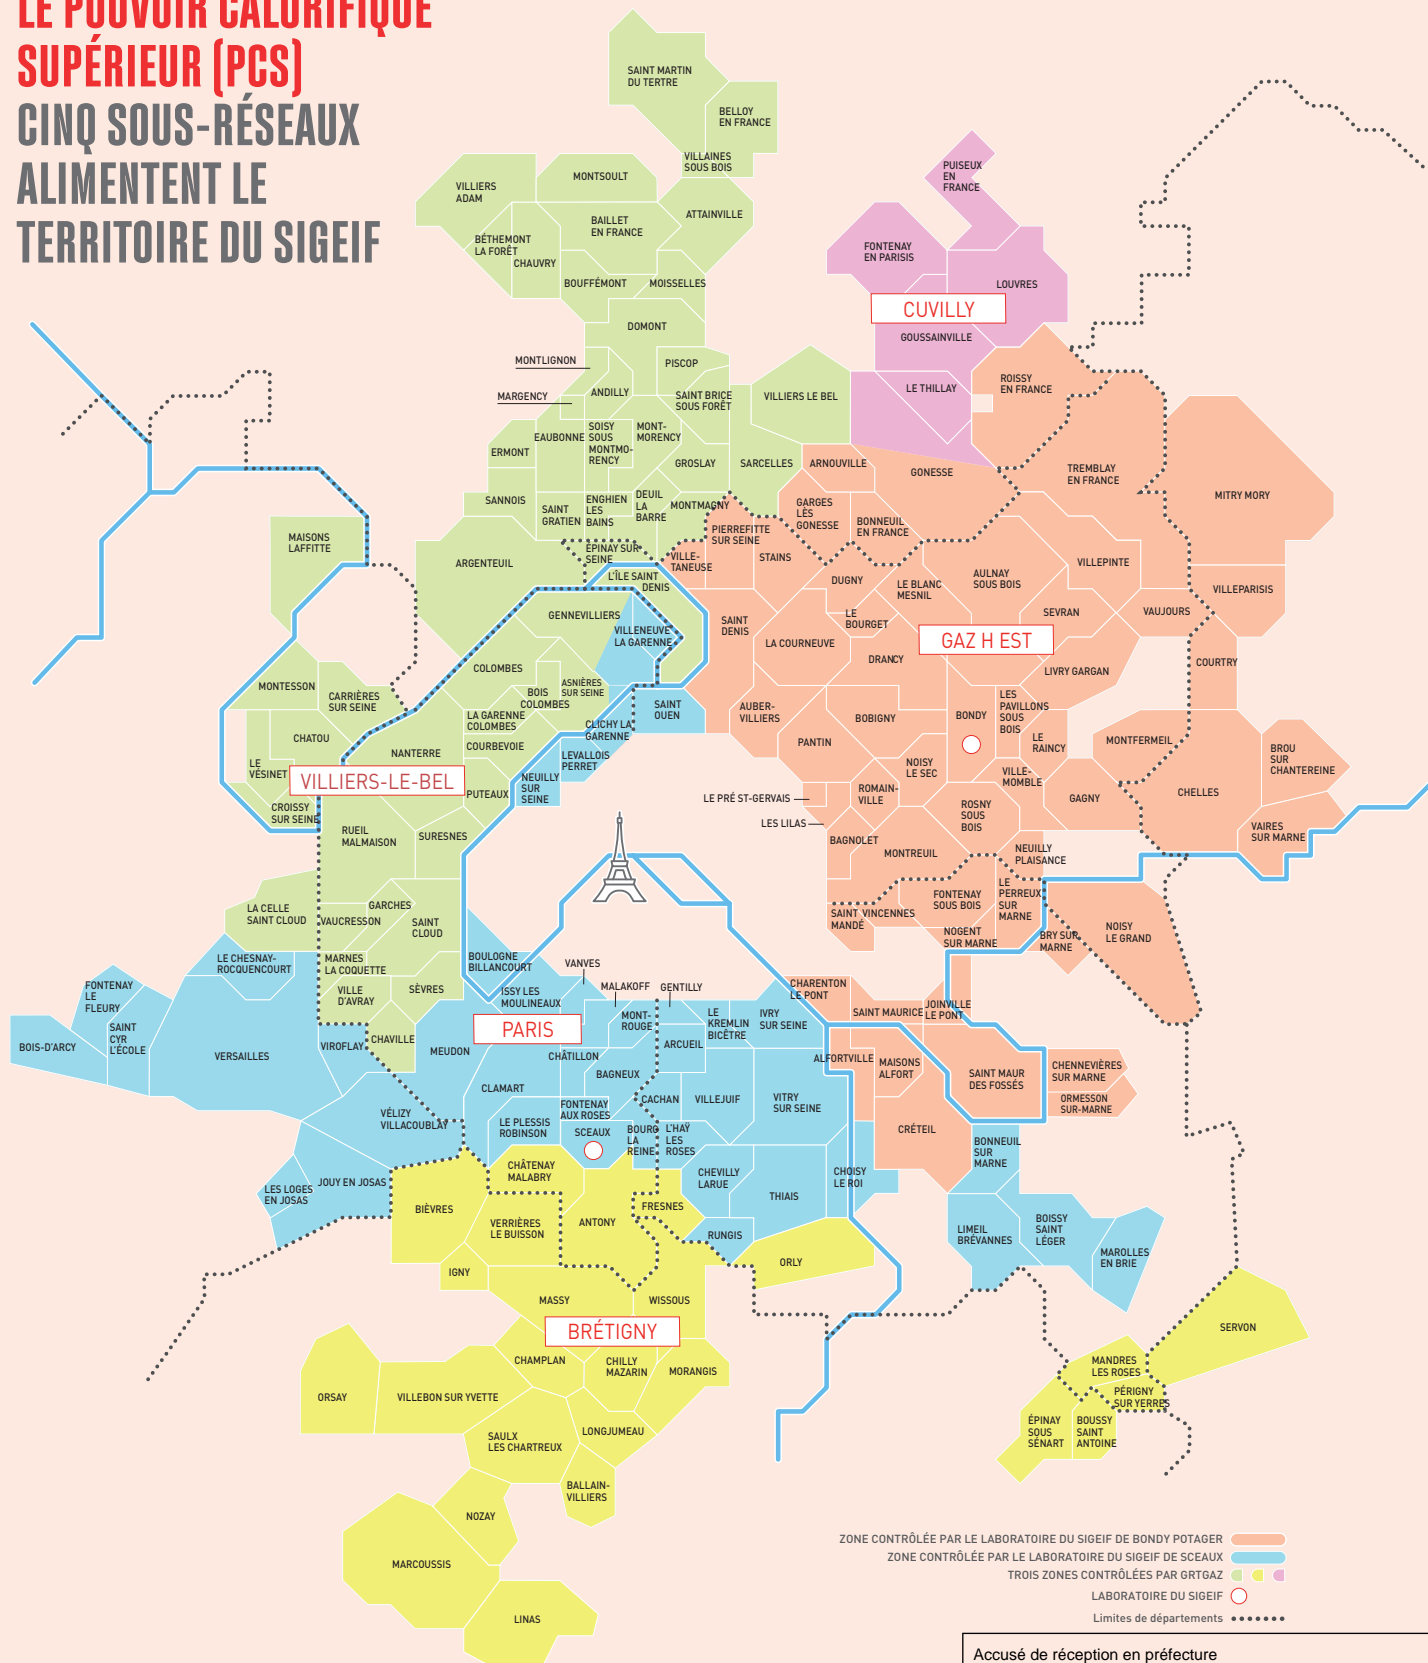 LE POUVOIR CALORIFIQUE
SUPÉRIEUR (PCS)
CINQ SOUS-RÉSEAUX
ALIMENTENT LE
TERRITOIRE DU SIGEIF
SAINT MARTIN
DU TERTRE
BELLOY
EN FRANCE
VILLAINES
SOUS BOIS
MONTSOULT
VILLIERS
ADAM
ATTAINVILLE
BAILLET
EN FRANCE
BÉTHEMONT
LA FORÊT
CHAUVRY
BOUFFÉMONT
MOISSELLES
DOMONT
MONTLIGNON
PISCOP
MARGENCY
ANDILLY
SAINT BRICE
SOUS FORÊT
VILLIERS LE BEL
EAUBONNE
SOISY
SOUS
MONTMO-
RENCY
MONT-
MORENCY
ERMONT
GROSLAY
SARCELLES
SANNOIS
SAINT
GRATIEN
ENGHIEN
LES
BAINS
DEUIL
LA
BARRE
MONTMAGNY
PUISEUX
EN
FRANCE
FONTENAY
EN PARISIS
LOUVRES
CUVILLY
GOUSSAINVILLE
LE THILLAY
ROISSY
EN FRANCE
ARNOUVILLE
GONESSE
TREMBLAY
EN FRANCE
MITRY MORY
GARGES
LÈS
GONESSE
BONNEUIL
EN FRANCE
PIERREFITTE
SUR SEINE
STAINS
VILLE-
TANEUSE
MAISONS
LAFFITTE
ARGENTEUIL
ÉPINAY SUR
SEINE
L'ÎLE SAINT
DENIS
DUGNY
LE BLANC
MESNIL
AULNAY
SOUS BOIS
VILLEPINTE
VILLEPARISIS
GENNEVILLIERS
VILLENEUVE
LA GARENNE
SAINT
DENIS
LE
BOURGET
SEVRAN
VAUJOURS
LA COURNEUVE
GAZ H EST
DRANCY
LIVRY GARGAN
COURTRY
COLOMBES
MONTESSON
CARRIÈRES
SUR SEINE
BOIS
COLOMBES
ASNIÈRES
SUR SEINE
LA GARENNE
COLOMBES
CLICHY LA
GARENNE
SAINT
OUEN
AUBER-
VILLIERS
BOBIGNY
BONDY
LES
PAVILLONS
SOUS
BOIS
LE
RAINCY
MONTFERMEIL
CHATOU
NANTERRE
COURBEVOIE
LEVALLOIS
PERRET
PANTIN
NOISY
LE SEC
BROU
SUR
CHANTEREINE
LE
VÉSINET
VILLIERS-LE-BEL
PUTEAUX
NEUILLY
SUR
SEINE
VILLE-
MOMBLE
GAGNY
CHELLES
CROISSY
SUR SEINE
LE PRÉ ST-GERVAIS
ROMAIN-
VILLE
ROSNY
SOUS
BOIS
LES LILAS
RUEIL
MALMAISON
SURESNES
BAGNOLET
MONTREUIL
NEUILLY
PLAISANCE
VAIRES
SUR MARNE
LA CELLE
SAINT CLOUD
VAUCRESSON
GARCHES
SAINT
CLOUD
SAINT
MANDÉ
VINCENNES
FONTENAY
SOUS BOIS
LE
PERREUX
SUR
MARNE
NOGENT
SUR MARNE
BRY SUR
MARNE
NOISY
LE GRAND
LE CHESNAY-
ROCQUENCOURT
MARNES
LA COQUETTE
BOULOGNE
BILLANCOURT
VANVES
MALAKOFF
GENTILLY
CHARENTON
LE PONT
FONTENAY
LE
FLEURY
VILLE
D'AVRAY
SÈVRES
ISSY LES
MOULINEAUX
PARIS
MONT-
ROUGE
LE
KREMLIN
BICÊTRE
IVRY
SUR SEINE
SAINT MAURICE
JOINVILLE
LE PONT
SAINT
CYR
L'ÉCOLE
BOIS-D'ARCY
VERSAILLES
VIROFLAY
CHAVILLE
MEUDON
CHÂTILLON
ARCUEIL
ALFORTVILLE
MAISONS
ALFORT
SAINT MAUR
DES FOSSÉS
CHENNEVIÈRES
SUR MARNE
BAGNEUX
CLAMART
CACHAN
VILLEJUIF
VITRY
SUR SEINE
ORMESSON
SUR-MARNE
VÉLIZY
VILLACOUBLAY
LE PLESSIS
ROBINSON
FONTENAY
AUX ROSES
SCEAUX
BOURG
LA
REINE
L'HAŸ
LES
ROSES
CRÉTEIL
BONNEUIL
SUR
MARNE
JOUY EN JOSAS
LES LOGES
EN JOSAS
CHÂTENAY
MALABRY
CHEVILLY
LARUE
THIAIS
CHOISY
LE ROI
BIÈVRES
VERRIÈRES
LE BUISSON
ANTONY
FRESNES
RUNGIS
ORLY
LIMEIL
BRÉVANNES
BOISSY
SAINT
LÉGER
MAROLLES
EN BRIE
IGNY
MASSY
WISSOUS
BRÉTIGNY
SERVON
CHAMPLAN
CHILLY
MAZARIN
MORANGIS
MANDRES
LES ROSES
PÉRIGNY
SUR YERRES
ORSAY
VILLEBON SUR YVETTE
SAULX
LES CHARTREUX
LONGJUMEAU
ÉPINAY
SOUS
SÉNART
BOUSSY
SAINT
ANTOINE
BALLAIN-
VILLIERS
NOZAY
MARCOUSSIS
LINAS
ZONE CONTRÔLÉE PAR LE LABORATOIRE DU SIGEIF DE BONDY POTAGER
ZONE CONTRÔLÉE PAR LE LABORATOIRE DU SIGEIF DE SCEAUX
TROIS ZONES CONTRÔLÉES PAR GRTGAZ
LABORATOIRE DU SIGEIF
Limites de départements
Accusé de réception en préfecture